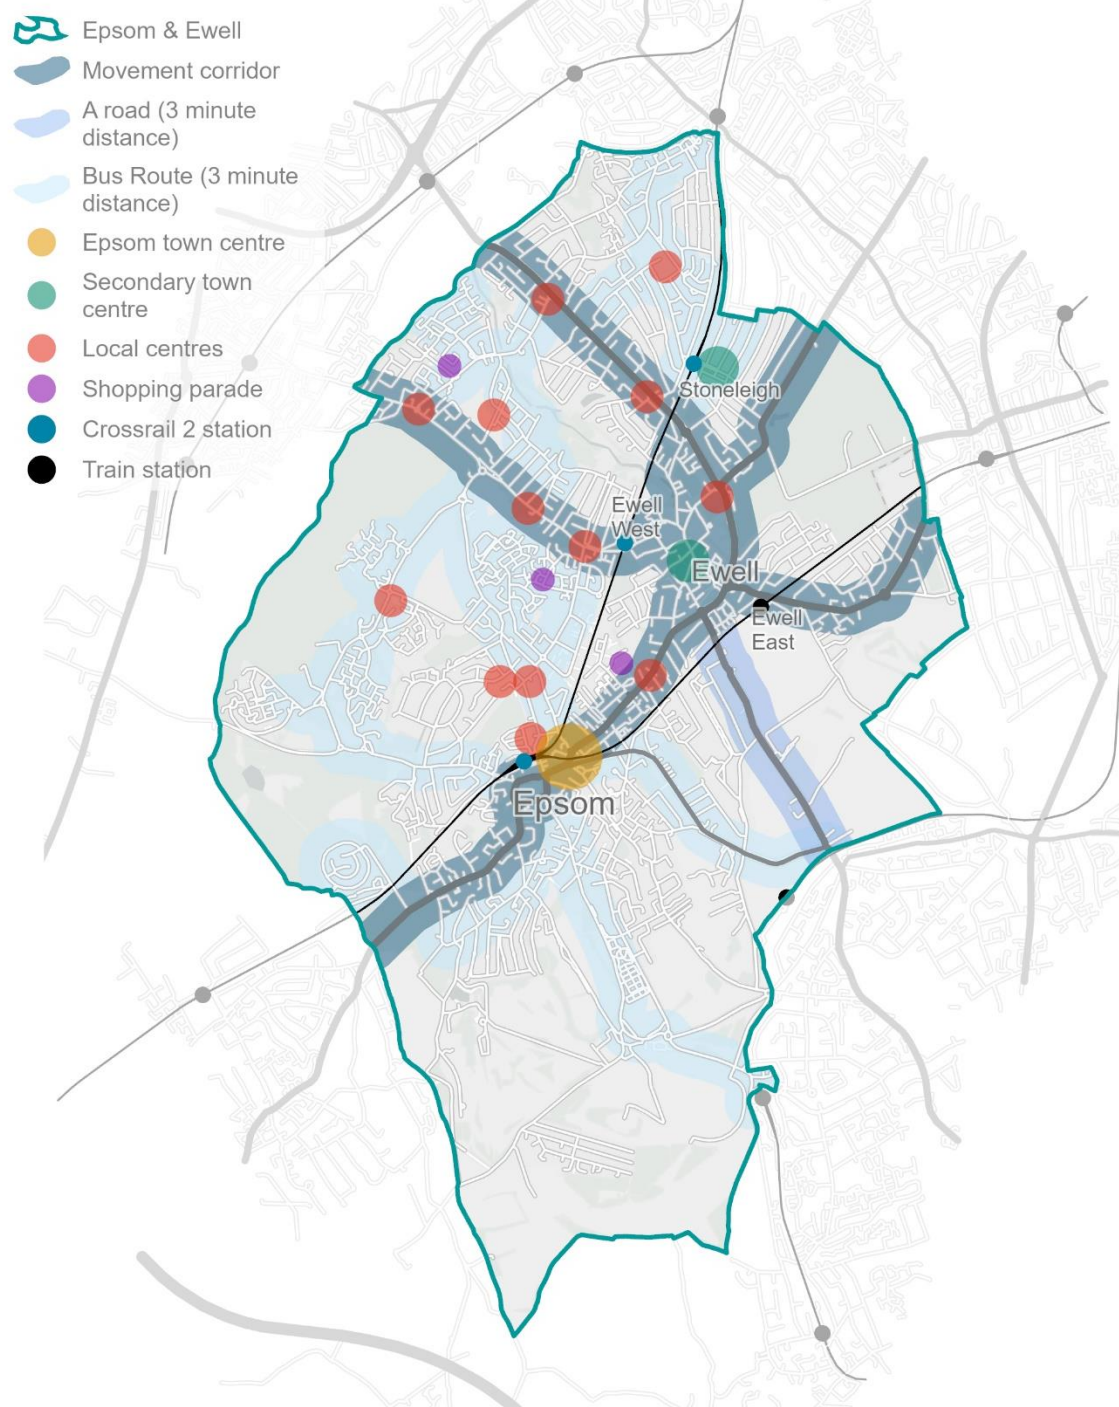 Epsom & Ewell
Movement corridor
A road (3 minute
distance)
Bus Route (3 minute
distance)
Epsom town centre
Secondary town
centre
Local centres
Shopping parade
Crossrail 2 station
Train station
Stoneleigh
Ewell
West
Ewell
Ewell
East
Epsom